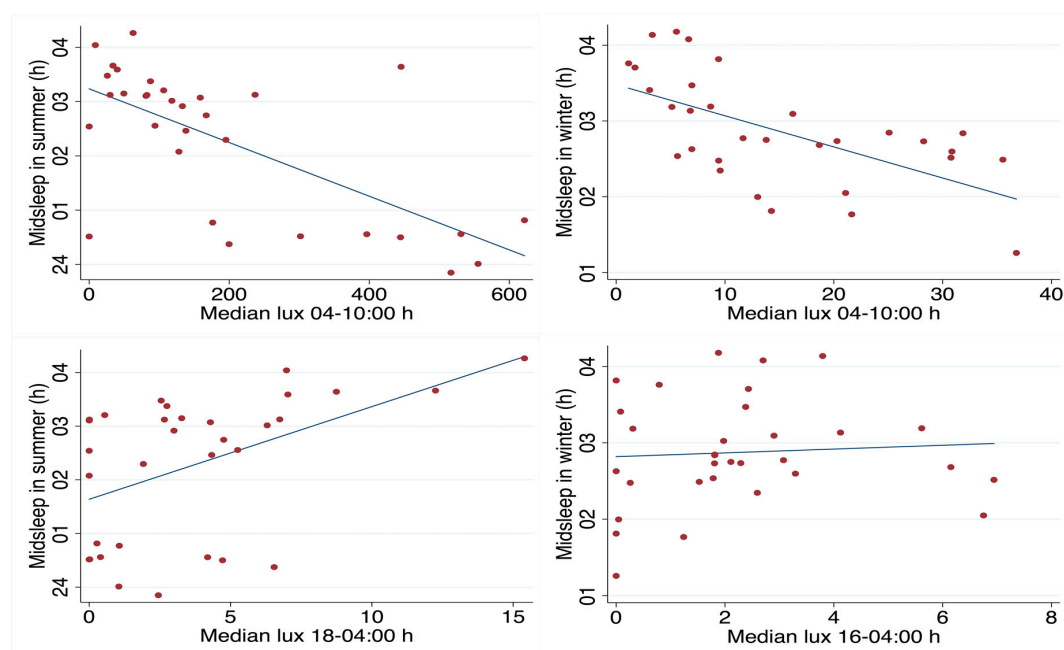 Midsleep in summer (h)
04
03
02
01
24
0 200 400 600
Median lux 04-10:00 h
Midsleep in winter (h)
04
03
02
01
0 10 20 30 40
Median lux 04-10:00 h
Midsleep in summer (h)
04
03
02
01
24
0 5 10 15
Median lux 18-04:00 h
Midsleep in winter (h)
04
03
02
01
0 2 4 6 8
Median lux 16-04:00 h